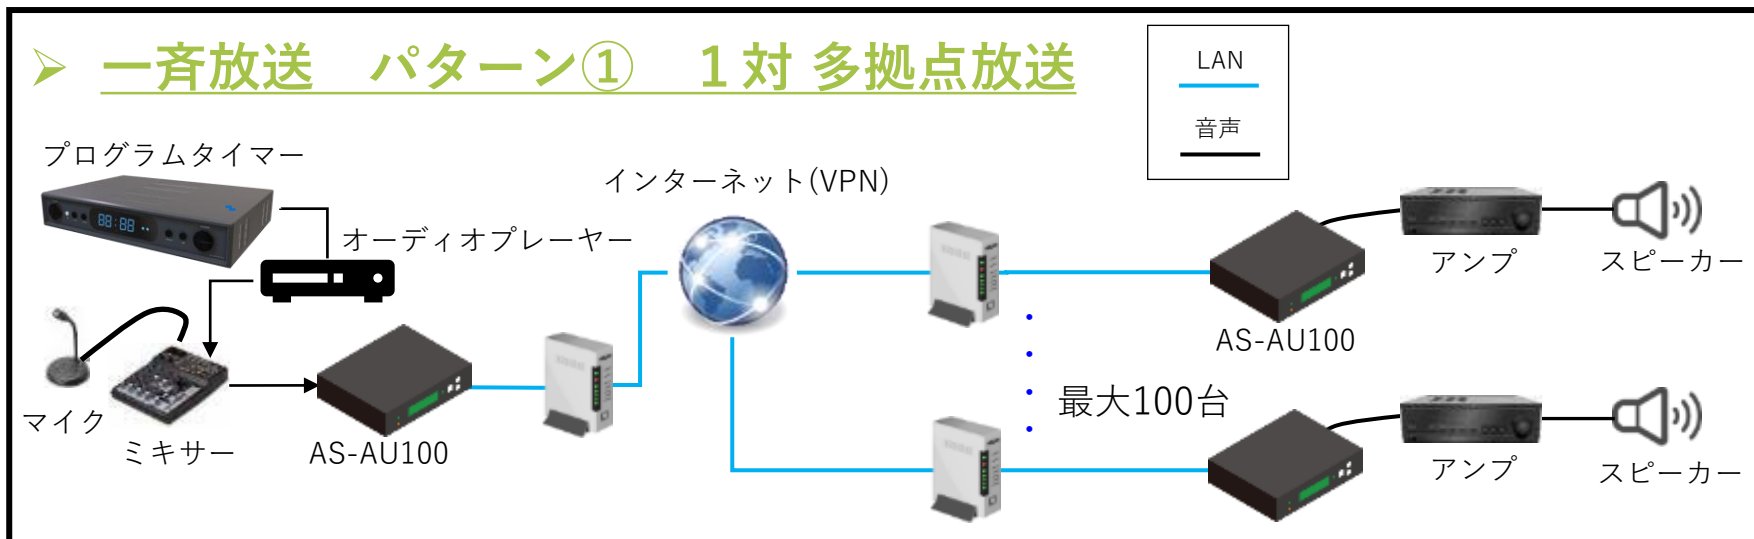 一斉放送　パターン①　１対 多拠点放送
LAN
音声
プログラムタイマー
88:88
オーディオプレーヤー
インターネット(VPN)
マイク
ミキサー
AS-AU100
最大100台
AS-AU100
アンプ
スピーカー
アンプ
スピーカー